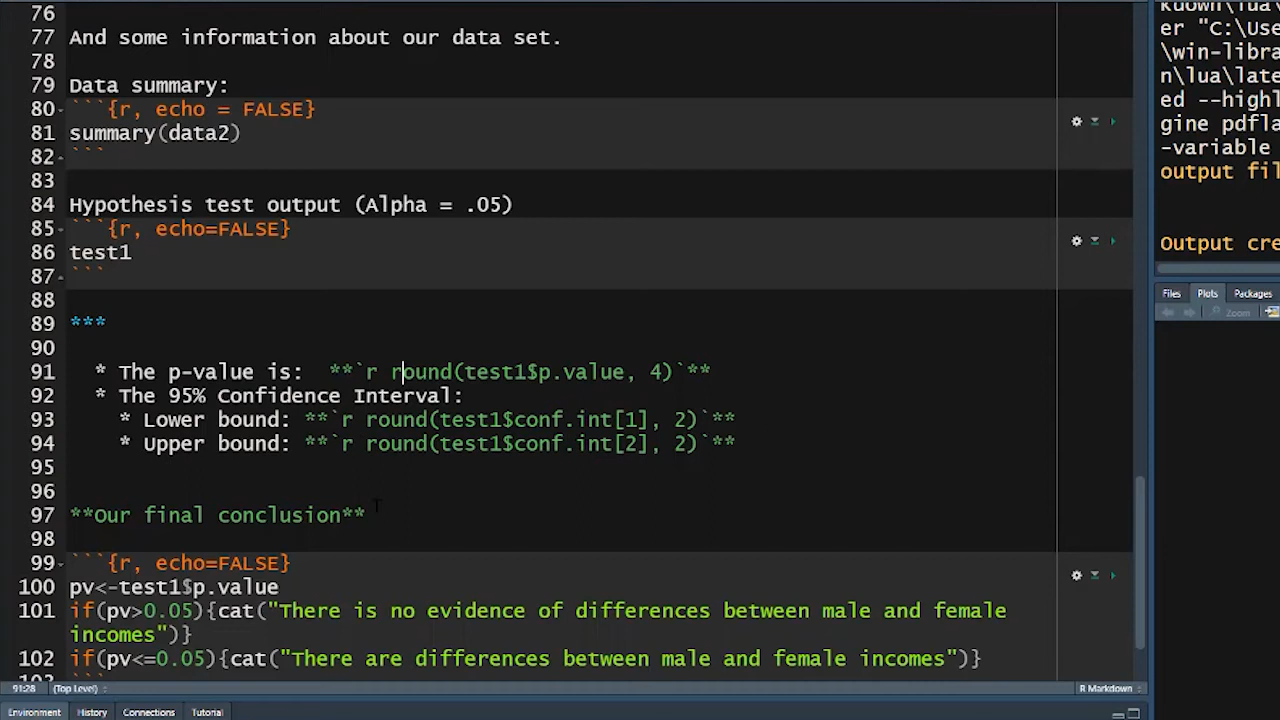 76
77 And some information about our data set.
78
79 Data summary:
80 ```{r, echo = FALSE}
81 summary(data2)
82 ```
83
84 Hypothesis test output (Alpha = .05)
85 ```{r, echo=FALSE}
86 test1
87 ```
88
89 ***
90
91 * The p-value is:  **`r round(test1$p.value, 4)`**
92 * The 95% Confidence Interval:
93 * Lower bound: **`r round(test1$conf.int[1], 2)`**
94 * Upper bound: **`r round(test1$conf.int[2], 2)`**
95
96
97 **Our final conclusion**
98
99 ```{r, echo=FALSE}
100 pv<-test1$p.value
101 if(pv>0.05){cat("There is no evidence of differences between male and female
incomes")}
102 if(pv<=0.05){cat("There are differences between male and female incomes")}
91:28 (Top Level) R Markdown
Environment History Connections Tutorial
er "C:\Use
\win-libra
n\lua\late
ed --highl
gine pdfla
-variable
output fil
Output cre
Files Plots Packages
Zoom